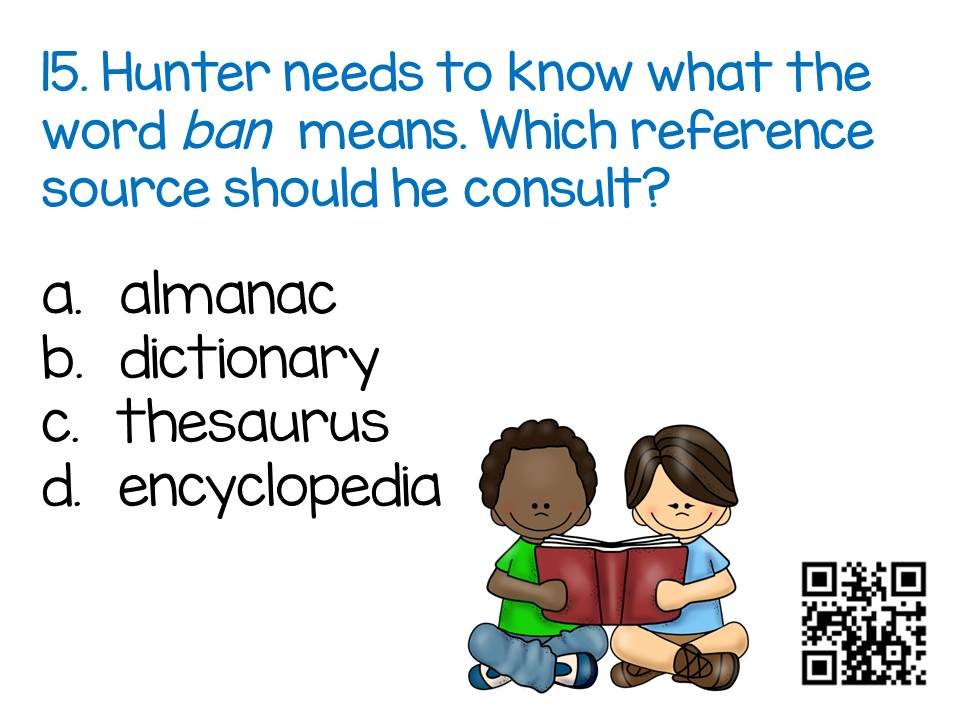 15. Hunter needs to know what the
word ban means. Which reference
source should he consult?
a. almanac
b. dictionary
c. thesaurus
d. encyclopedia